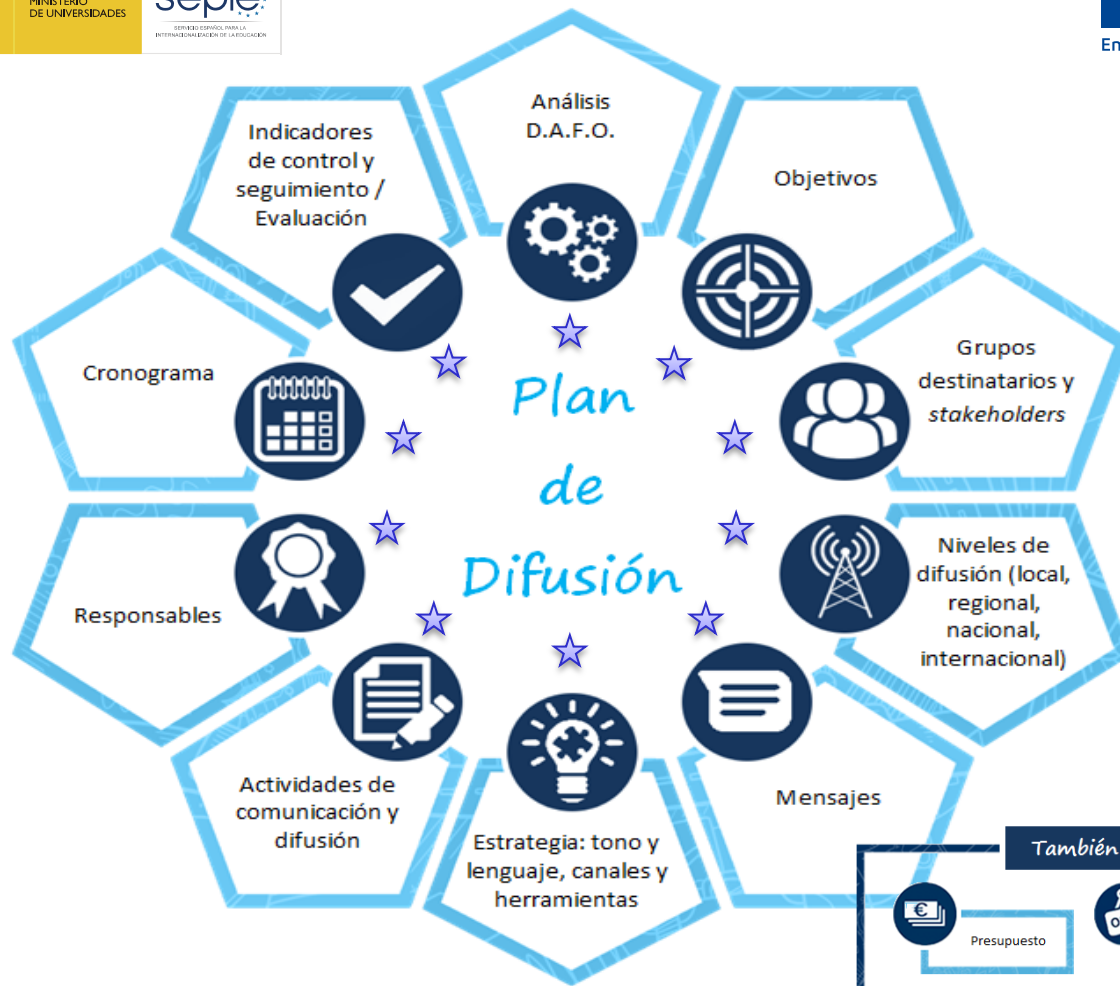 MINISTERIO
DE UNIVERSIDADES
sepie
SERVICIO ESPAÑOL PARA LA
INTERNACIONALIZACIÓN DE LA EDUCACIÓN
Análisis
D.A.F.O.
Objetivos
Grupos
destinatarios y
stakeholders
Niveles de
difusión (local,
regional,
nacional,
internacional)
Mensajes
Estrategia: tono y
lenguaje, canales y
herramientas
Actividades de
comunicación y
difusión
Responsables
Cronograma
Indicadores
de control y
seguimiento /
Evaluación
Plan
de
Difusión
También
€
Presupuesto